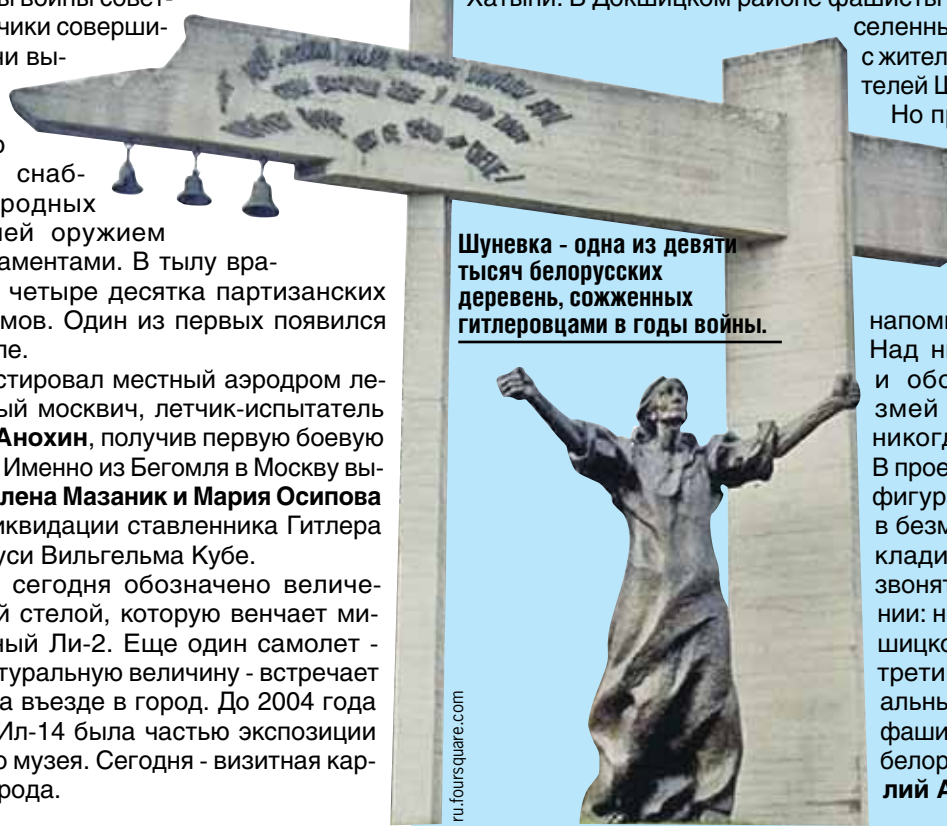 ы войны совет-
чики соверши-
ни вы-
о
снаб-
родных
ей оружием
аментами. В тылу вра-
четыре десятка партизанских
мов. Один из первых появился
ле.
стировал местный аэродром ле-
ый москвич, летчик-испытатель
Анохин, получив первую боевую
Именно из Бегомля в Москву вы-
лена Мазаник и Мария Осипова
иквидации ставленника Гитлера
уси Вильгельма Кубе.
сегодня обозначено величе-
й стелой, которую венчает ми-
ный Ли-2. Еще один самолет -
туральную величину - встречает
а въезде в город. До 2004 года
Ил-14 была частью экспозиции
о музея. Сегодня - визитная кар-
рода.
Шуневка - одна из девяти
тысяч белорусских
деревень, сожженных
гитлеровцами в годы войны.
ru.foursquare.com
Хатыни. В Докшицком районе фашисты
селенны
с жител
телей Ш
Но пр
напоми
Над н
и обо
змей
никогд
В прое
фигур
в безм
клади
звонят
нии: н
шицко
трети
альны
фаши
белор
лий А